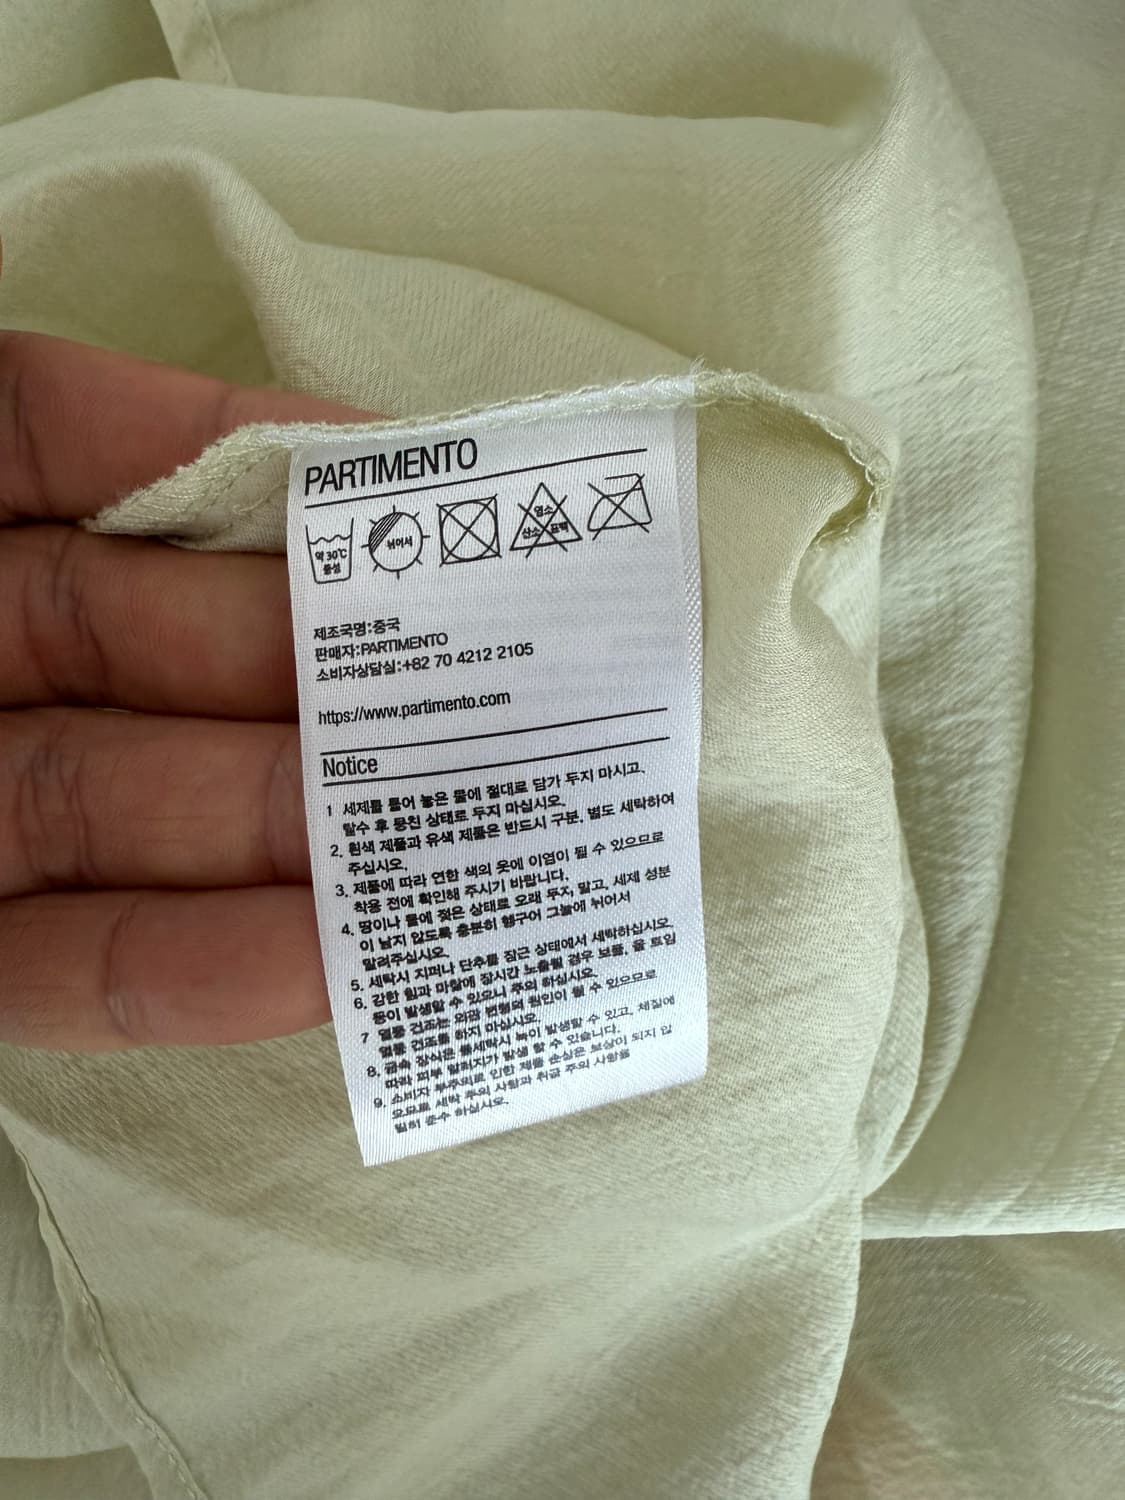 PARTIMENTO
약 30℃
중성
뉘어서
염소
산소 표백
제조국명:중국
판매자:PARTIMENTO
소비자상담실:+82 70 4212 2105
https://www.partimento.com
Notice
1 세제를 풀어 놓은 물에 절대로 담가 두지 마시고,
탈수 후 뭉친 상태로 두지 마십시오.
2. 흰색 제품과 유색 제품은 반드시 구분, 별도 세탁하여
주십시오.
3. 제품에 따라 연한 색의 옷에 이염이 될 수 있으므로
착용 전에 확인해 주시기 바랍니다.
4. 땀이나 물에 젖은 상태로 오래 두지 말고, 세제 성분
이 남지 않도록 충분히 헹구어 그늘에 뉘어서
말려주십시오.
5. 세탁시 지퍼나 단추를 잠근 상태에서 세탁하십시오.
6. 강한 힘과 마찰에 장시간 노출될 경우 보풀, 올 트임
등이 발생할 수 있으니 주의 하십시오.
7 열풍 건조는 외관 변형의 원인이 될 수 있으므로
열풍 건조를 하지 마십시오.
8. 금속 장식은 물세탁시 녹이 발생할 수 있고, 체질에
따라 피부 알러지가 발생 할 수 있습니다.
9. 소비자 부주의로 인한 제품 손상은 보상이 되지 않
으므로 세탁 주의 사항과 취급 주의 사항을
필히 준수 하십시오.